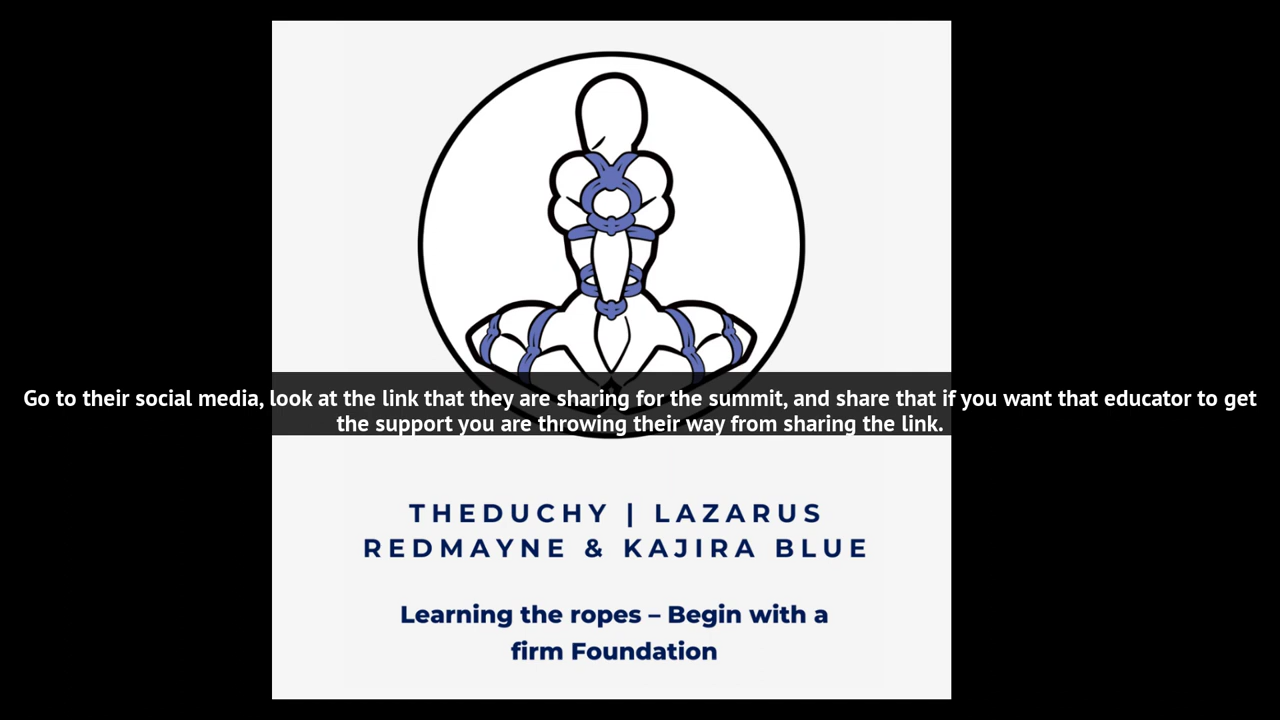 Go to their social media, look at the link that they are sharing for the summit, and share that if you want that educator to get
the support you are throwing their way from sharing the link.
THEDUCHY | LAZARUS
REDMAYNE & KAJIRA BLUE
Learning the ropes – Begin with a
firm Foundation